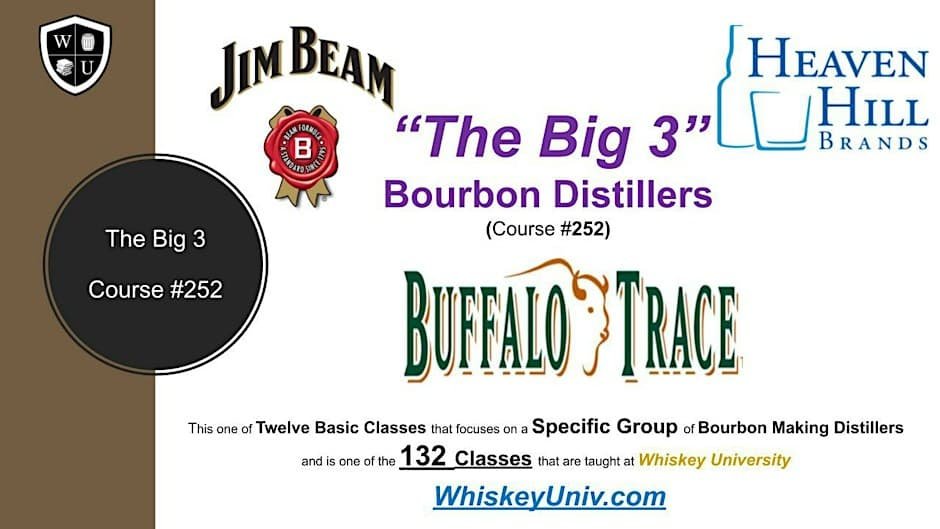 W U
JIM BEAM
BEAM FORMULA
B
A STANDARD SINCE 1795
HEAVEN
HILL
BRANDS
“The Big 3”
Bourbon Distillers
(Course #252)
The Big 3
Course #252
BUFFALO TRACE
This one of Twelve Basic Classes that focuses on a Specific Group of Bourbon Making Distillers
and is one of the 132 Classes that are taught at Whiskey University
WhiskeyUniv.com